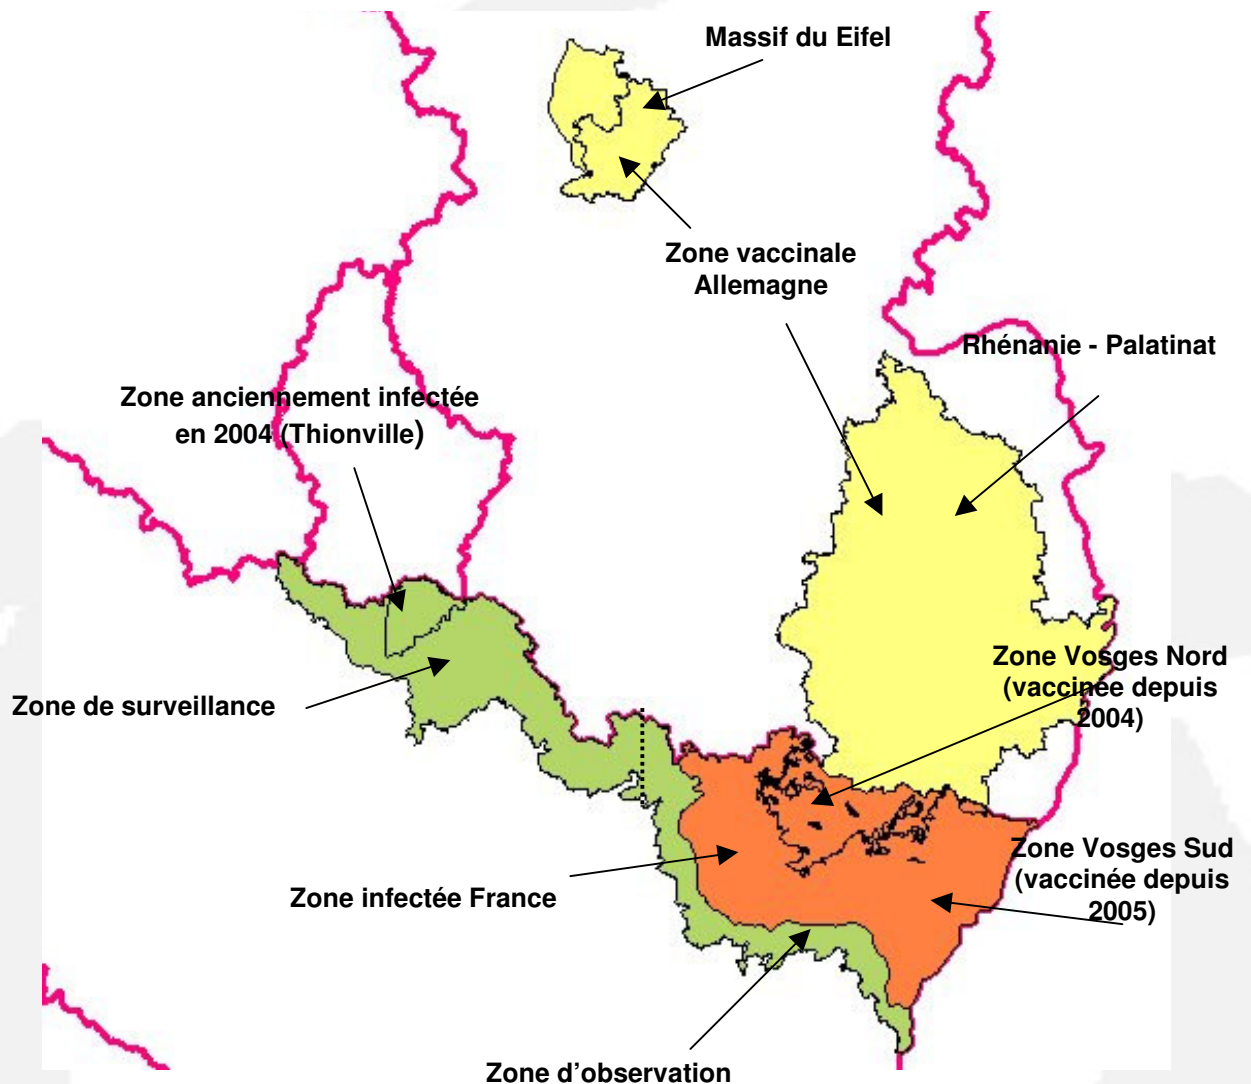 Massif du Eifel
Zone vaccinale
Allemagne
Rhénanie - Palatinat
Zone anciennement infectée
en 2004 (Thionville)
Zone Vosges Nord
(vaccinée depuis
2004)
Zone de surveillance
Zone Vosges Sud
(vaccinée depuis
2005)
Zone infectée France
Zone d'observation